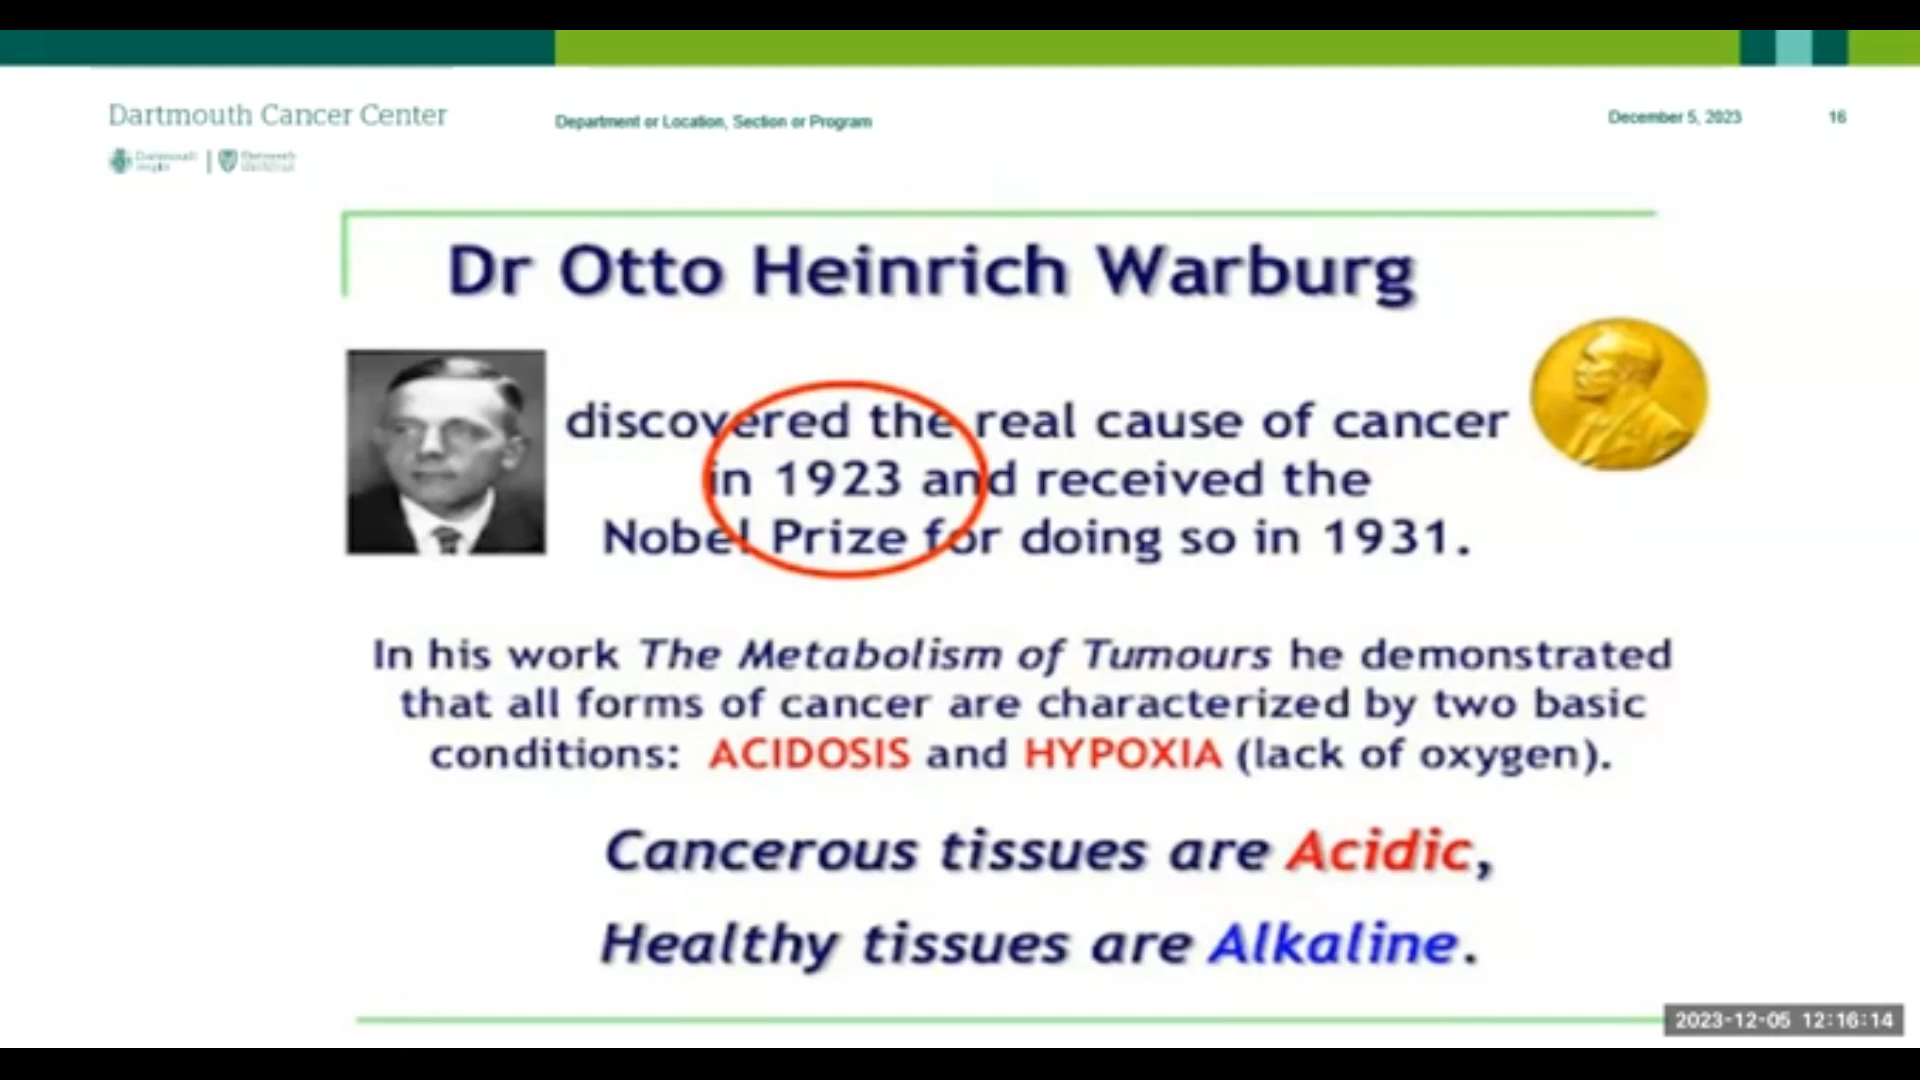 Dartmouth Cancer Center
Department or Location, Section or Program
December 5, 2023
16
Dartmouth
Dr Otto Heinrich Warburg
discovered the real cause of cancer
in 1923 and received the
Nobel Prize for doing so in 1931.
In his work The Metabolism of Tumours he demonstrated
that all forms of cancer are characterized by two basic
conditions: ACIDOSIS and HYPOXIA (lack of oxygen).
Cancerous tissues are Acidic,
Healthy tissues are Alkaline.
2023-12-05 12:16:14